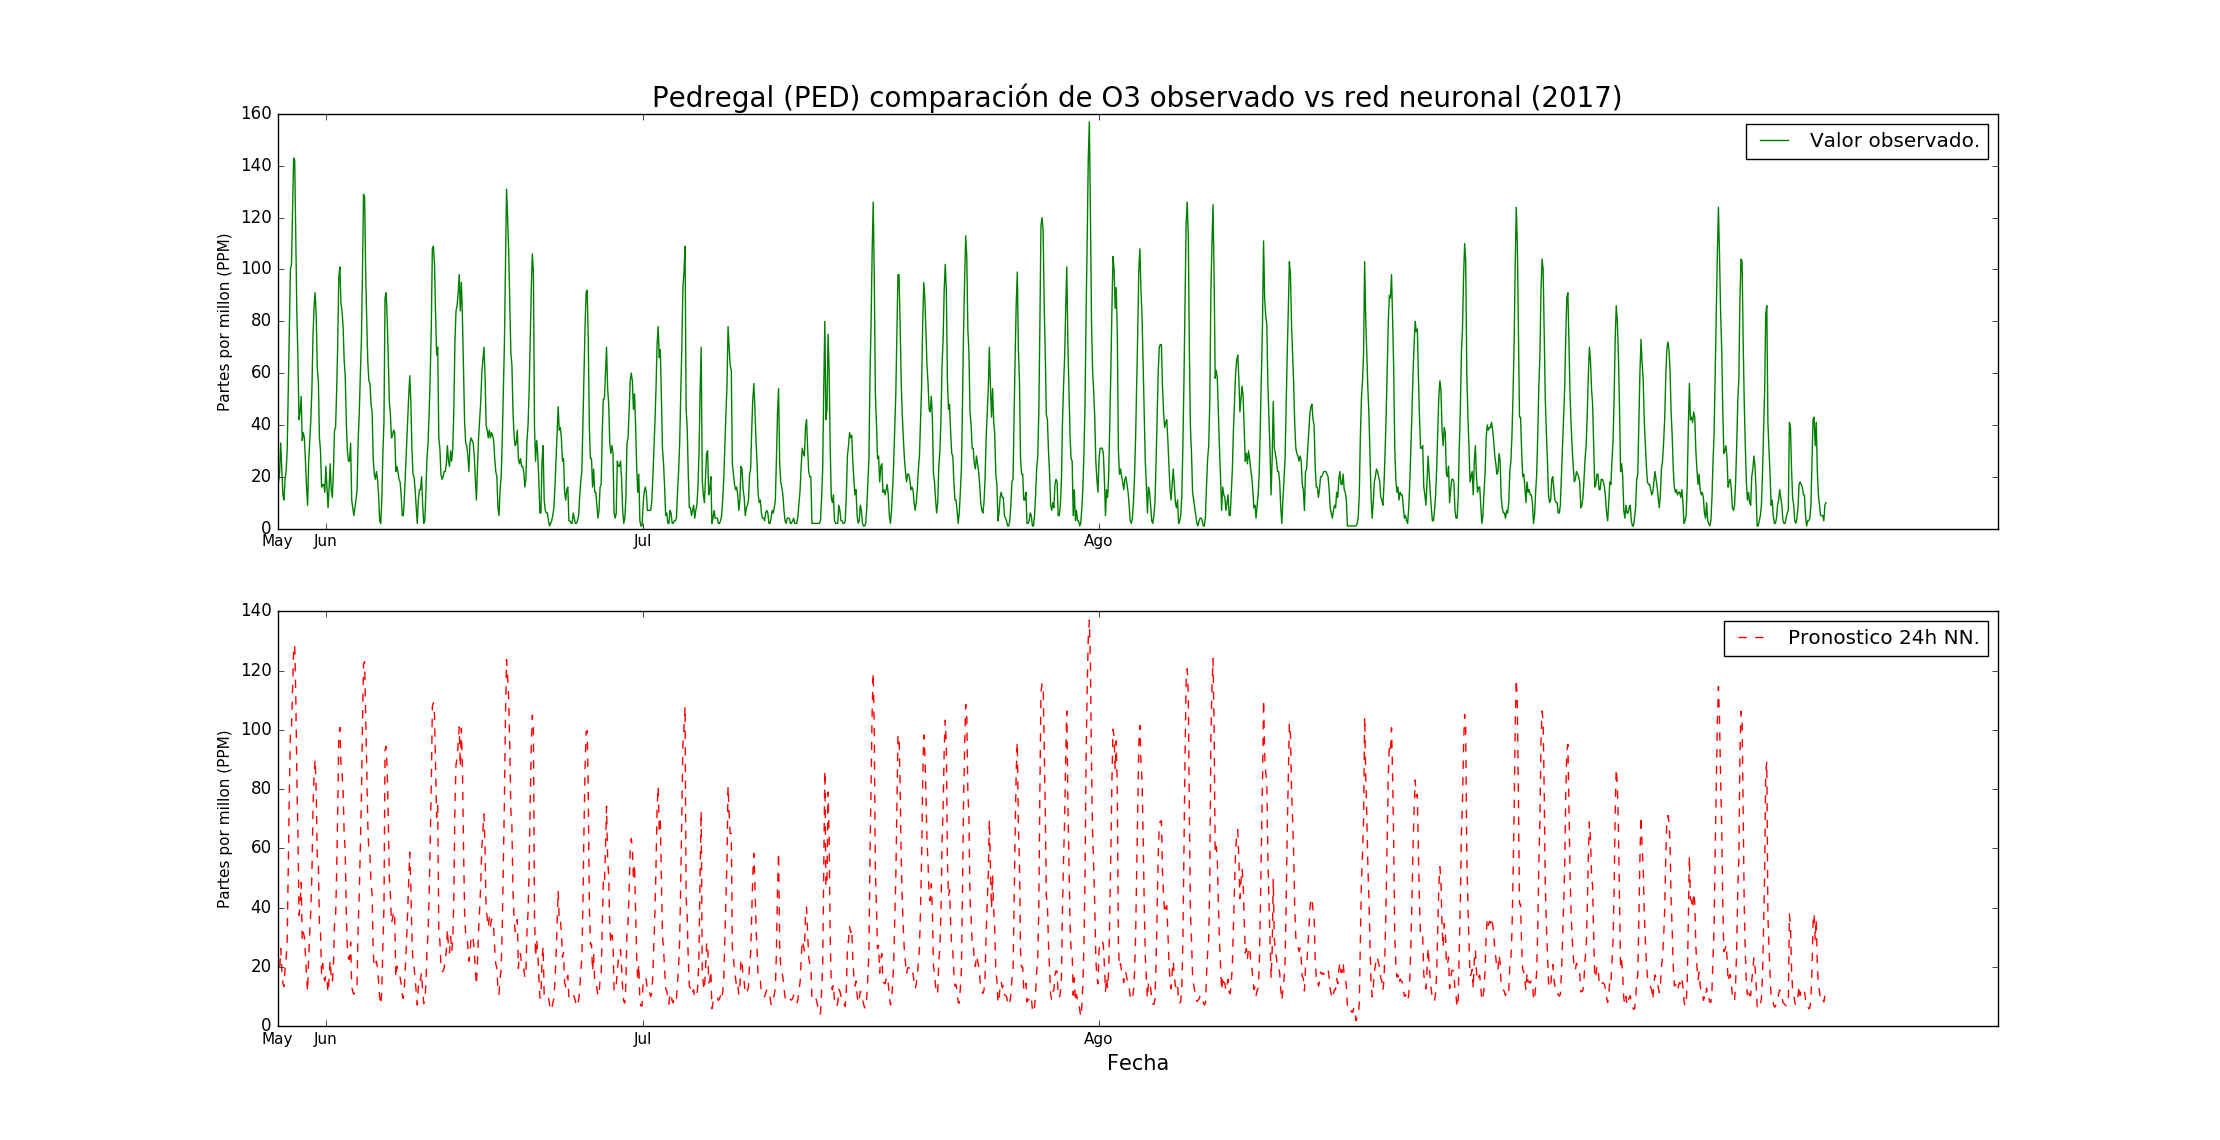 Pedregal (PED) comparación de O3 observado vs red neuronal (2017)
160
140
120
100
80
60
40
20
0
Partes por millon (PPM)
Valor observado.
May Jun Jul Ago
140
120
100
80
60
40
20
0
Partes por millon (PPM)
Pronostico 24h NN.
May Jun Jul Ago
Fecha